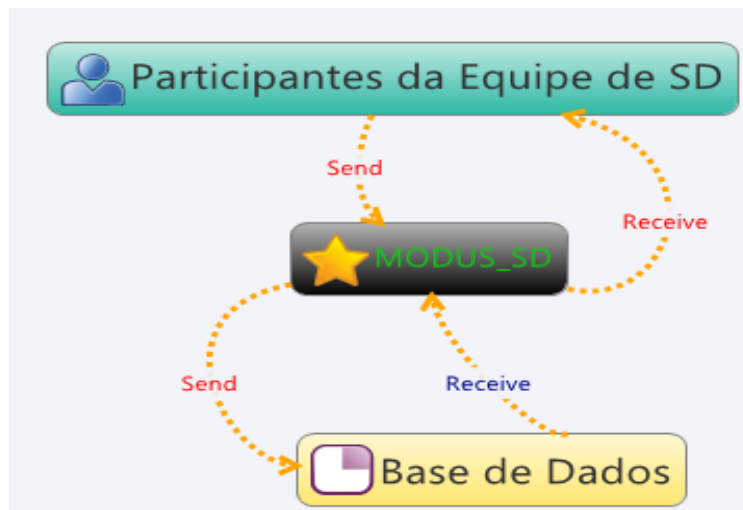 Participantes da Equipe de SD
Send
Receive
MODUS_SD
Send
Receive
Base de Dados